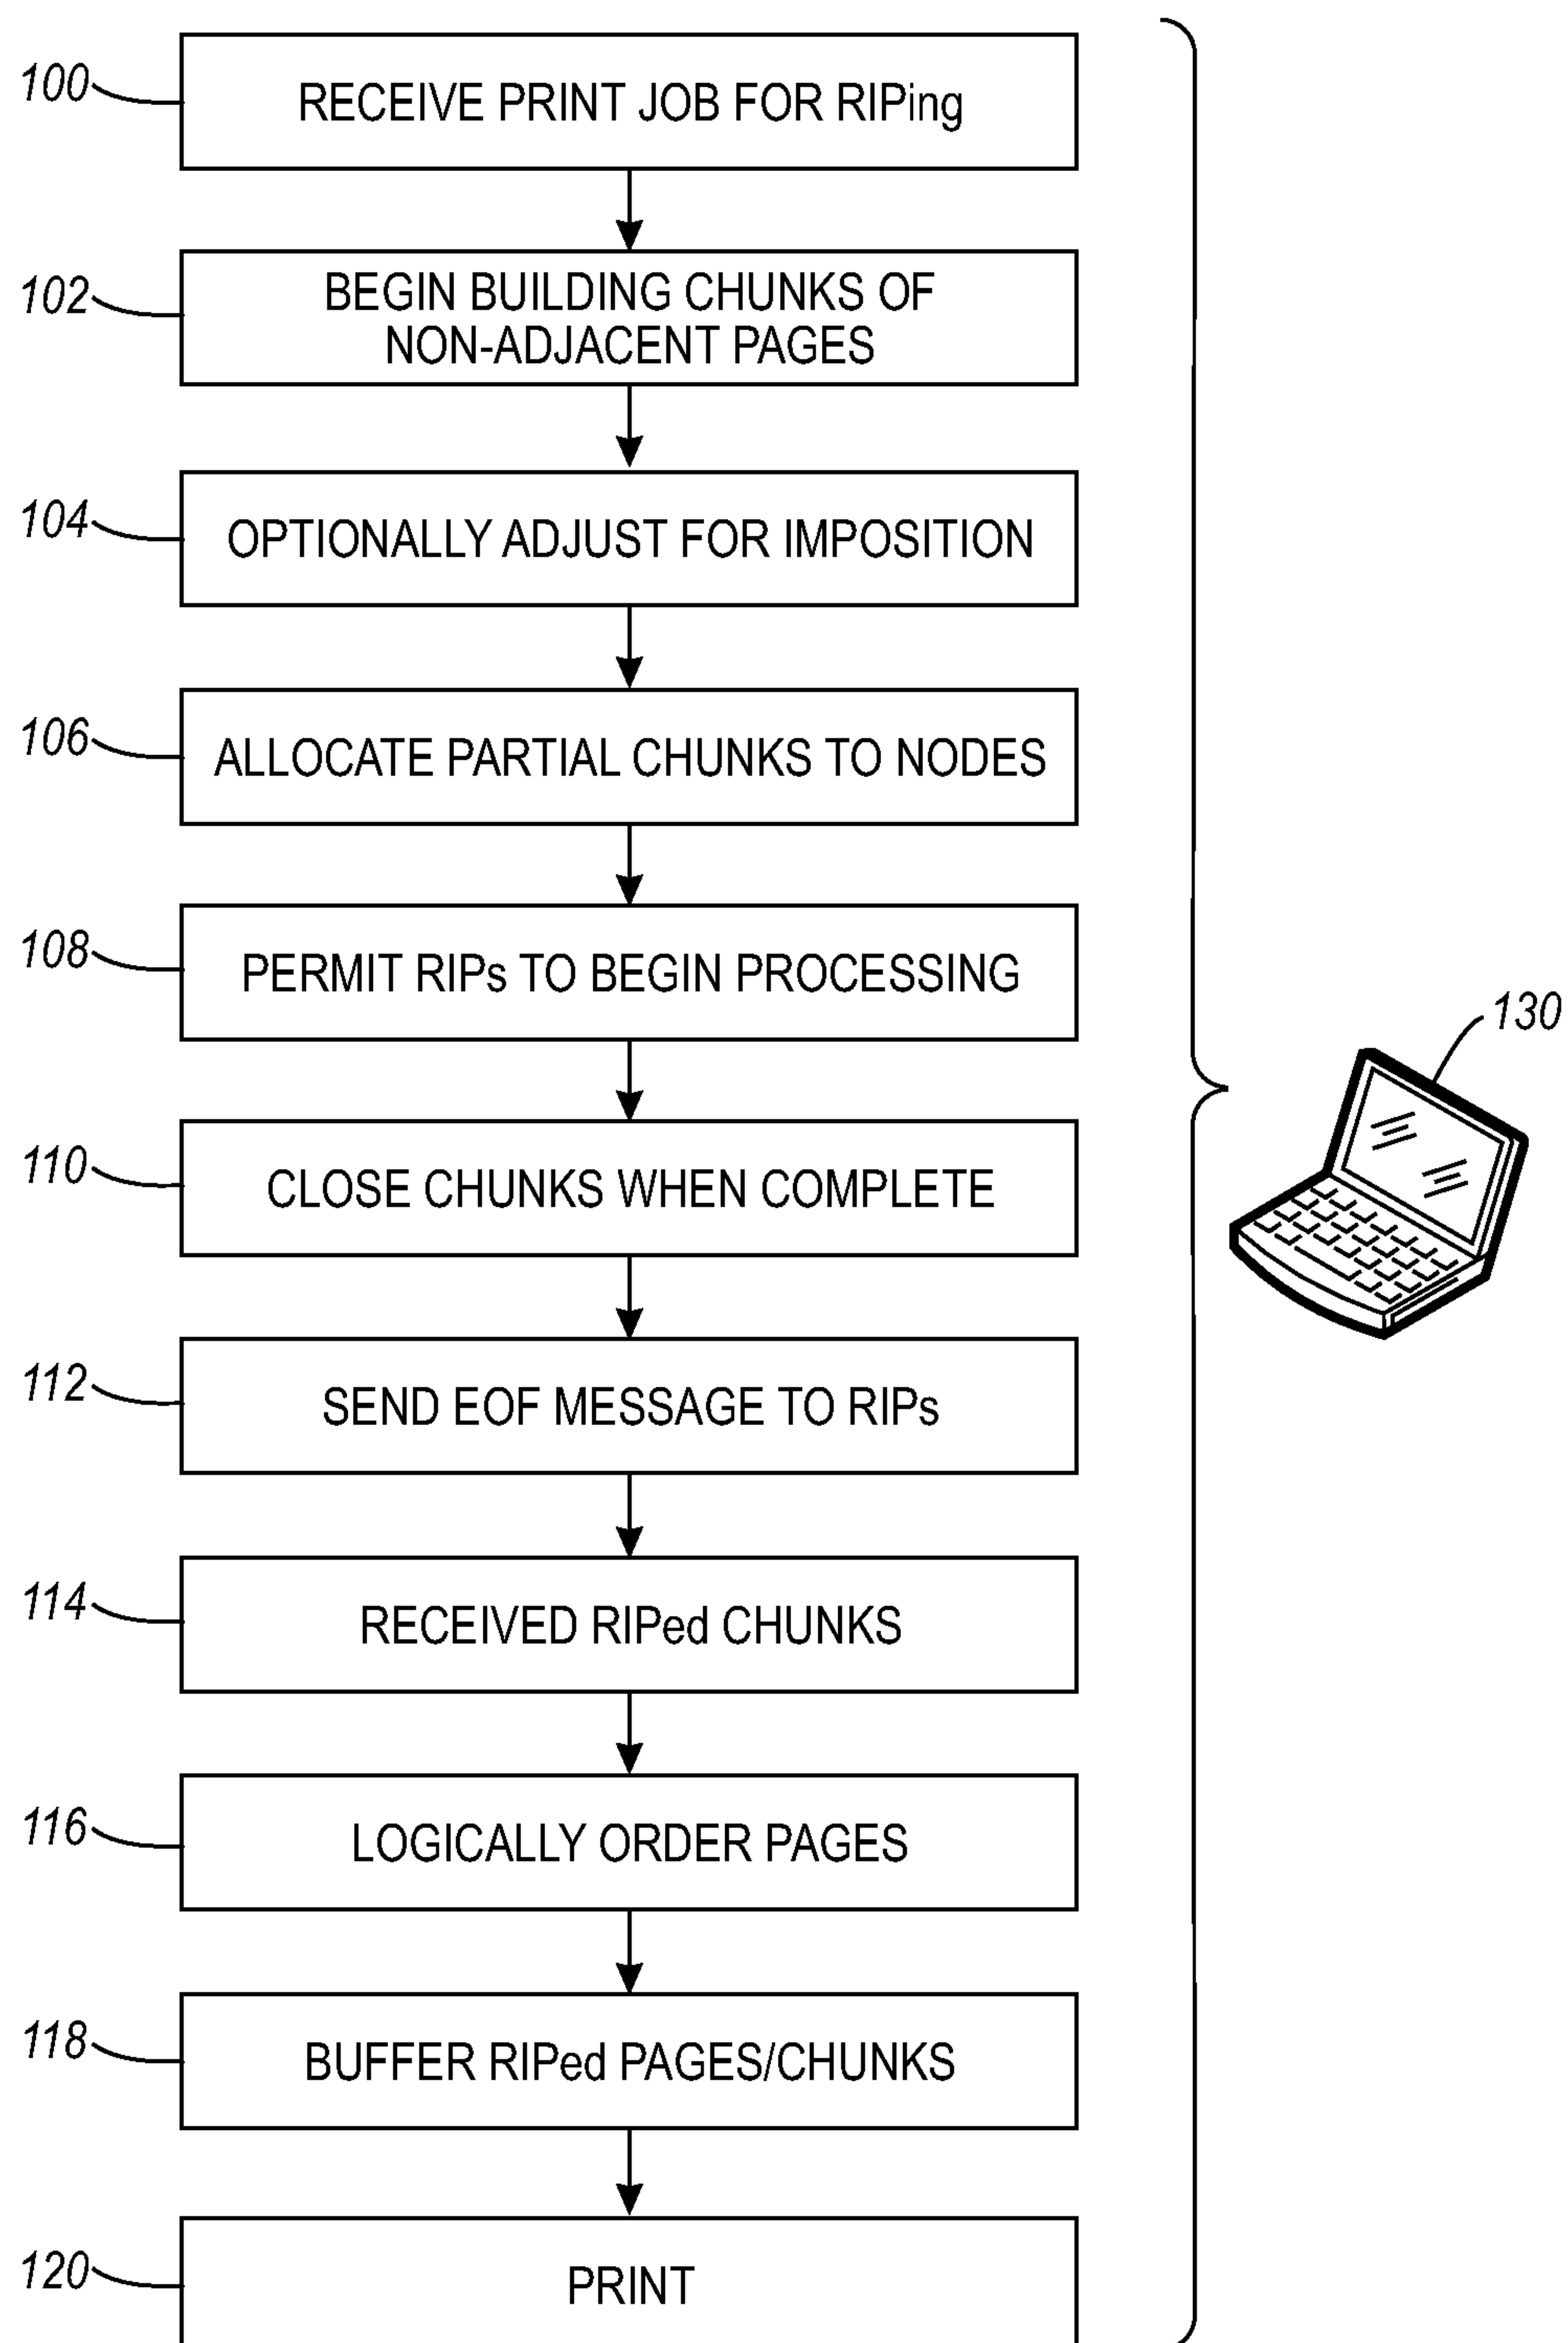 100
RECEIVE PRINT JOB FOR RIPing
102
BEGIN BUILDING CHUNKS OF
NON-ADJACENT PAGES
104
OPTIONALLY ADJUST FOR IMPOSITION
106
ALLOCATE PARTIAL CHUNKS TO NODES
108
PERMIT RIPs TO BEGIN PROCESSING
130
110
CLOSE CHUNKS WHEN COMPLETE
112
SEND EOF MESSAGE TO RIPs
114
RECEIVED RIPed CHUNKS
116
LOGICALLY ORDER PAGES
118
BUFFER RIPed PAGES/CHUNKS
120
PRINT